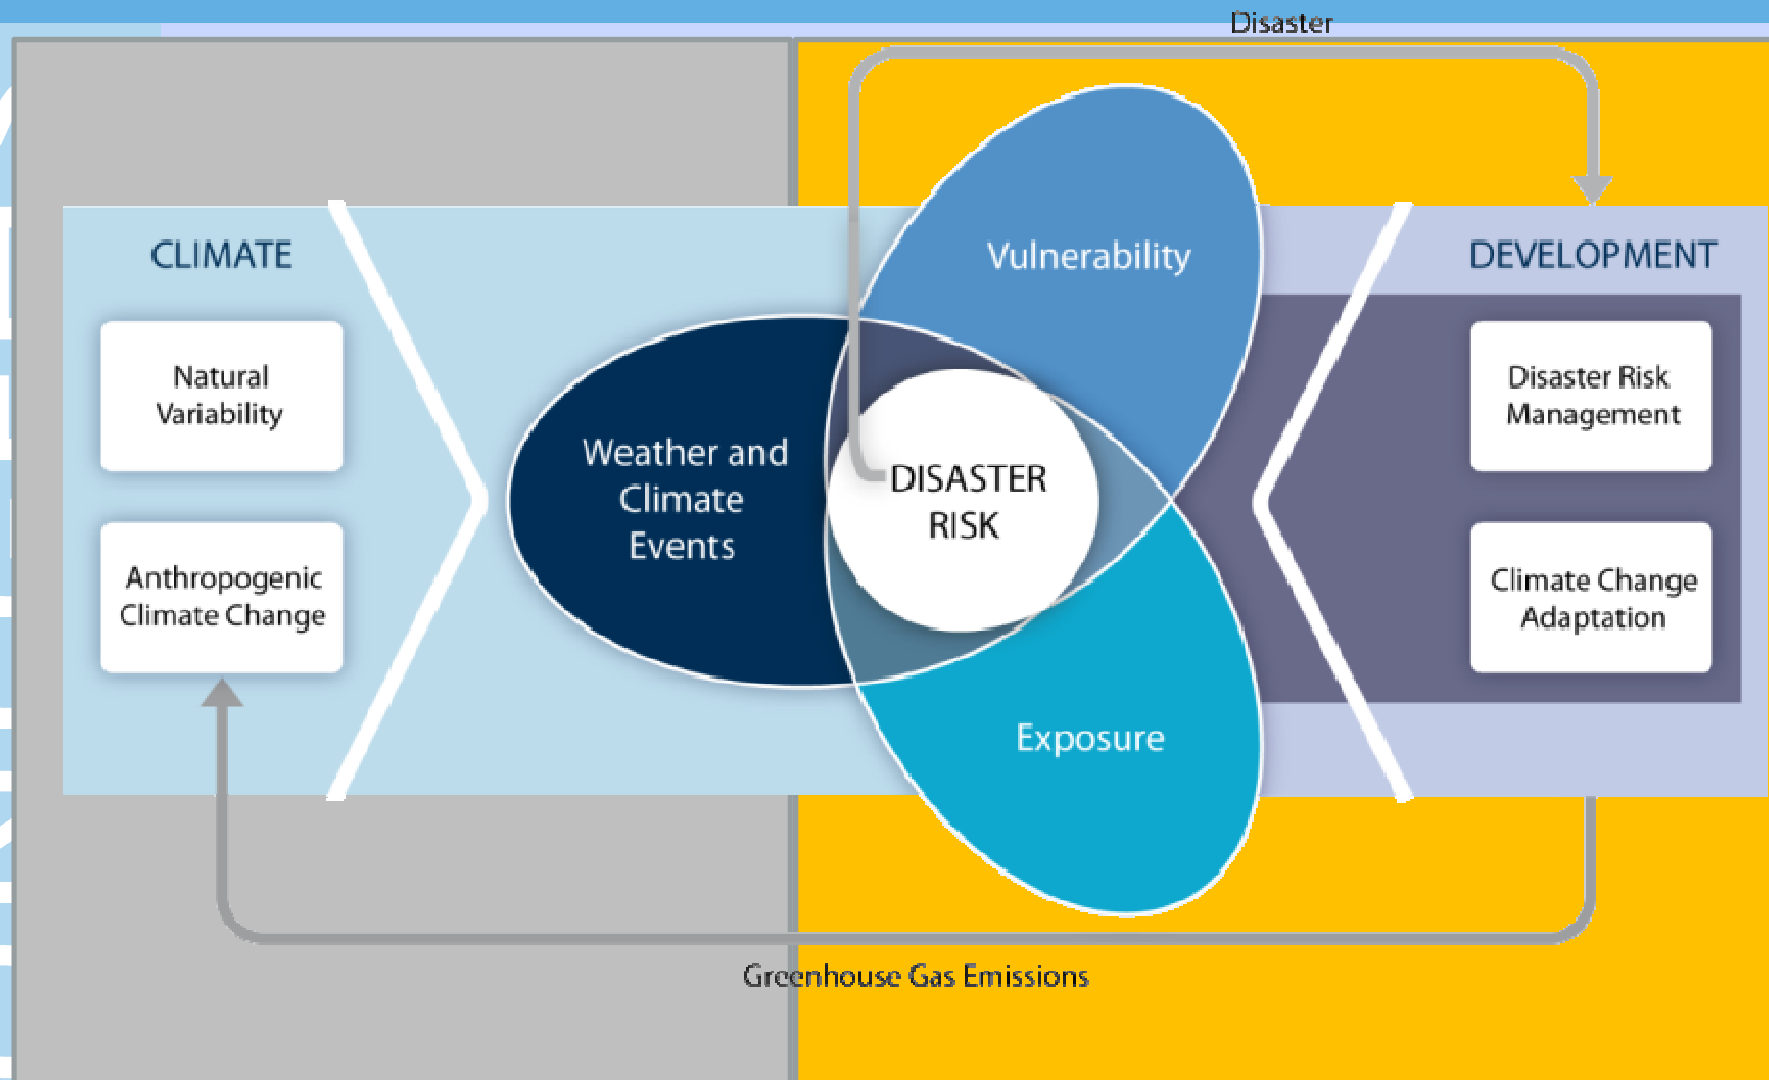 Disaster
CLIMATE
Natural
Variability
Anthropogenic
Climate Change
Weather and
Climate
Events
Vulnerability
DISASTER
RISK
Exposure
DEVELOPMENT
Disaster Risk
Management
Climate Change
Adaptation
Greenhouse Gas Emissions